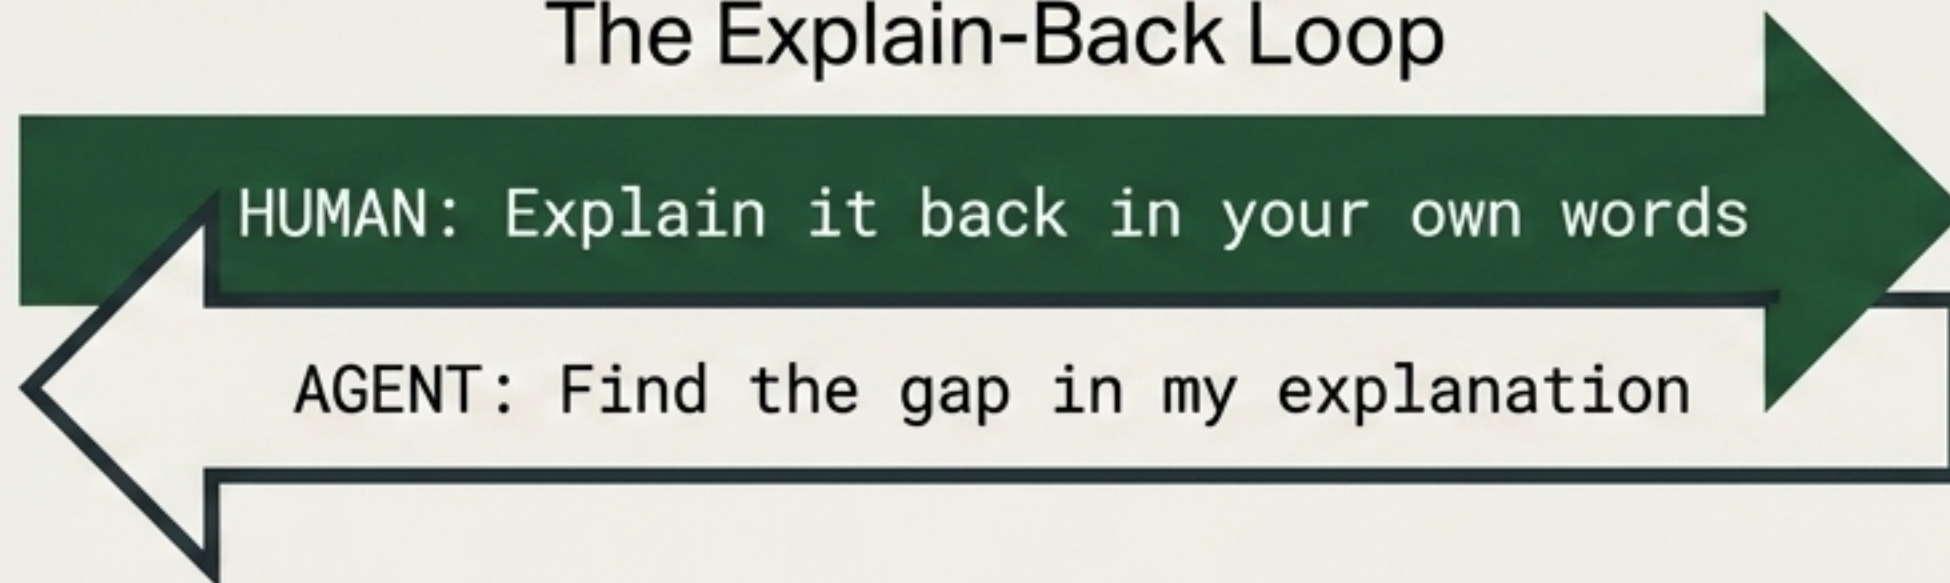 The Explain-Back Loop
HUMAN: Explain it back in your own words
AGENT: Find the gap in my explanation